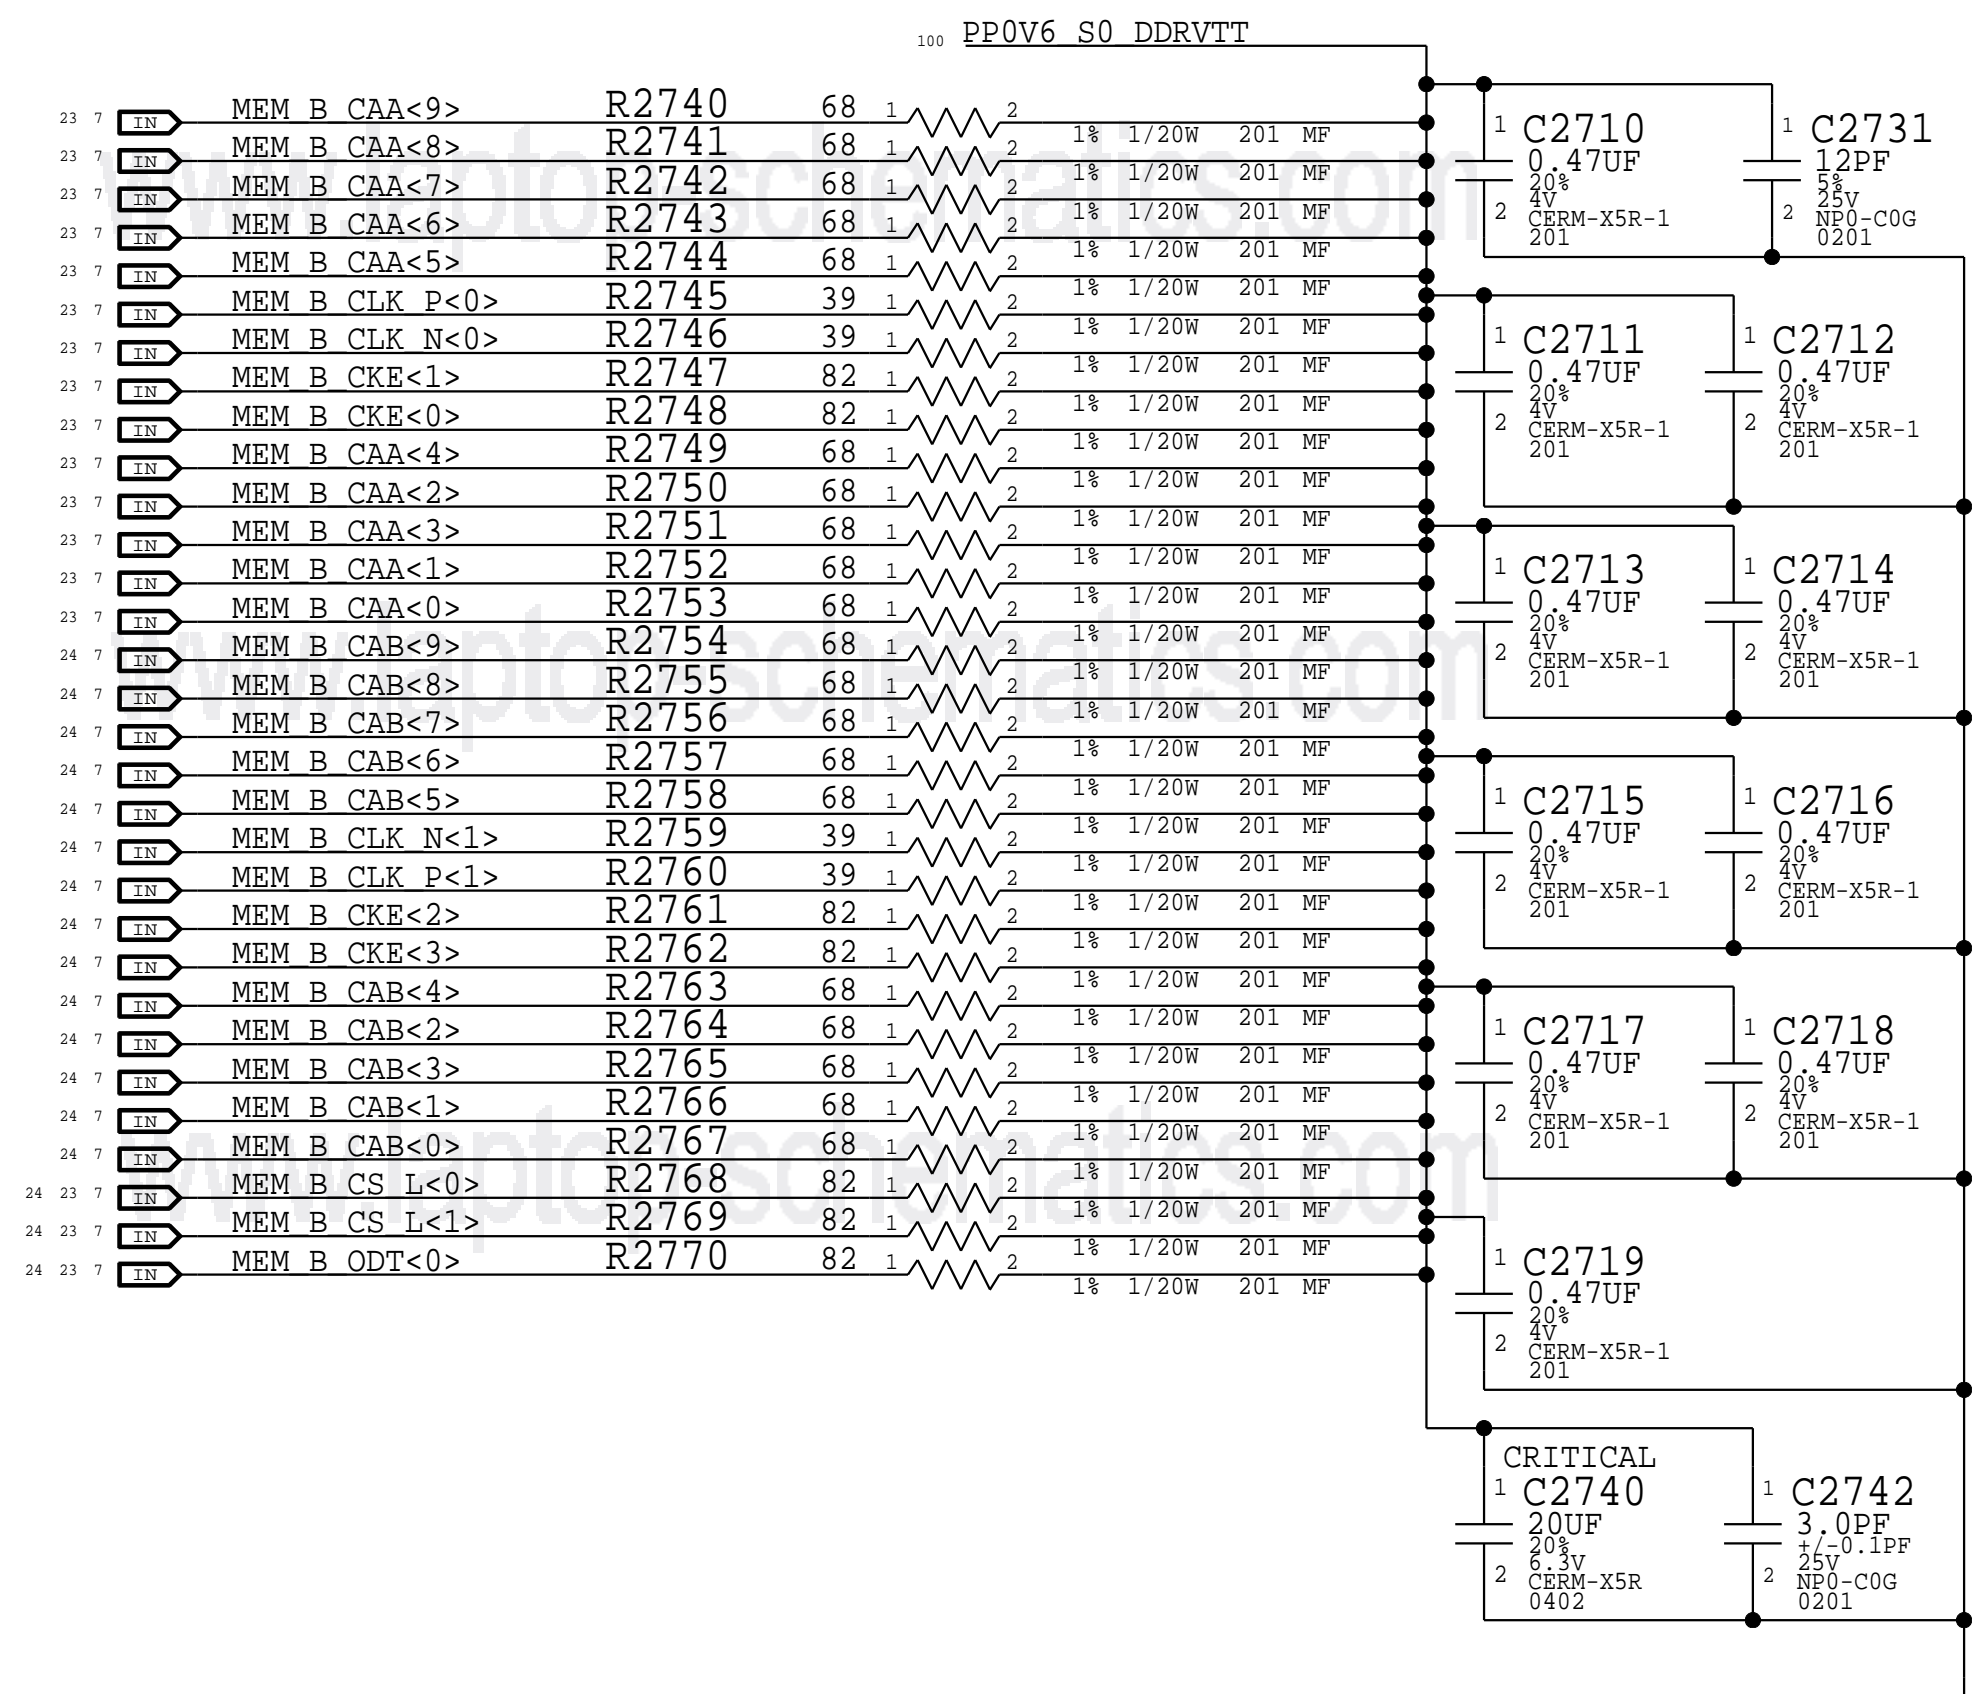 100 PP0V6_S0_DDRVTT
23 7 IN MEM_B_CAA<9> R2740 68 1 2 1% 1/20W 201 MF
23 7 IN MEM_B_CAA<8> R2741 68 1 2 1% 1/20W 201 MF
23 7 IN MEM_B_CAA<7> R2742 68 1 2 1% 1/20W 201 MF
23 7 IN MEM_B_CAA<6> R2743 68 1 2 1% 1/20W 201 MF
23 7 IN MEM_B_CAA<5> R2744 68 1 2 1% 1/20W 201 MF
23 7 IN MEM_B_CLK_P<0> R2745 39 1 2 1% 1/20W 201 MF
23 7 IN MEM_B_CLK_N<0> R2746 39 1 2 1% 1/20W 201 MF
23 7 IN MEM_B_CKE<1> R2747 82 1 2 1% 1/20W 201 MF
23 7 IN MEM_B_CKE<0> R2748 82 1 2 1% 1/20W 201 MF
23 7 IN MEM_B_CAA<4> R2749 68 1 2 1% 1/20W 201 MF
23 7 IN MEM_B_CAA<2> R2750 68 1 2 1% 1/20W 201 MF
23 7 IN MEM_B_CAA<3> R2751 68 1 2 1% 1/20W 201 MF
23 7 IN MEM_B_CAA<1> R2752 68 1 2 1% 1/20W 201 MF
23 7 IN MEM_B_CAA<0> R2753 68 1 2 1% 1/20W 201 MF
24 7 IN MEM_B_CAB<9> R2754 68 1 2 1% 1/20W 201 MF
24 7 IN MEM_B_CAB<8> R2755 68 1 2 1% 1/20W 201 MF
24 7 IN MEM_B_CAB<7> R2756 68 1 2 1% 1/20W 201 MF
24 7 IN MEM_B_CAB<6> R2757 68 1 2 1% 1/20W 201 MF
24 7 IN MEM_B_CAB<5> R2758 68 1 2 1% 1/20W 201 MF
24 7 IN MEM_B_CLK_N<1> R2759 39 1 2 1% 1/20W 201 MF
24 7 IN MEM_B_CLK_P<1> R2760 39 1 2 1% 1/20W 201 MF
24 7 IN MEM_B_CKE<2> R2761 82 1 2 1% 1/20W 201 MF
24 7 IN MEM_B_CKE<3> R2762 82 1 2 1% 1/20W 201 MF
24 7 IN MEM_B_CAB<4> R2763 68 1 2 1% 1/20W 201 MF
24 7 IN MEM_B_CAB<2> R2764 68 1 2 1% 1/20W 201 MF
24 7 IN MEM_B_CAB<3> R2765 68 1 2 1% 1/20W 201 MF
24 7 IN MEM_B_CAB<1> R2766 68 1 2 1% 1/20W 201 MF
24 7 IN MEM_B_CAB<0> R2767 68 1 2 1% 1/20W 201 MF
24 23 7 IN MEM_B_CS_L<0> R2768 82 1 2 1% 1/20W 201 MF
24 23 7 IN MEM_B_CS_L<1> R2769 82 1 2 1% 1/20W 201 MF
24 23 7 IN MEM_B_ODT<0> R2770 82 1 2 1% 1/20W 201 MF
1 C2710
0.47UF
20%
4V
2 CERM-X5R-1
201
1 C2731
12PF
5%
25V
2 NP0-C0G
0201
1 C2711
0.47UF
20%
4V
2 CERM-X5R-1
201
1 C2712
0.47UF
20%
4V
2 CERM-X5R-1
201
1 C2713
0.47UF
20%
4V
2 CERM-X5R-1
201
1 C2714
0.47UF
20%
4V
2 CERM-X5R-1
201
1 C2715
0.47UF
20%
4V
2 CERM-X5R-1
201
1 C2716
0.47UF
20%
4V
2 CERM-X5R-1
201
1 C2717
0.47UF
20%
4V
2 CERM-X5R-1
201
1 C2718
0.47UF
20%
4V
2 CERM-X5R-1
201
1 C2719
0.47UF
20%
4V
2 CERM-X5R-1
201
CRITICAL
1 C2740
20UF
20%
6.3V
2 CERM-X5R
0402
1 C2742
3.0PF
+/-0.1PF
25V
2 NP0-C0G
0201
www.laptop-schematics.com
www.laptop-schematics.com
www.laptop-schematics.com